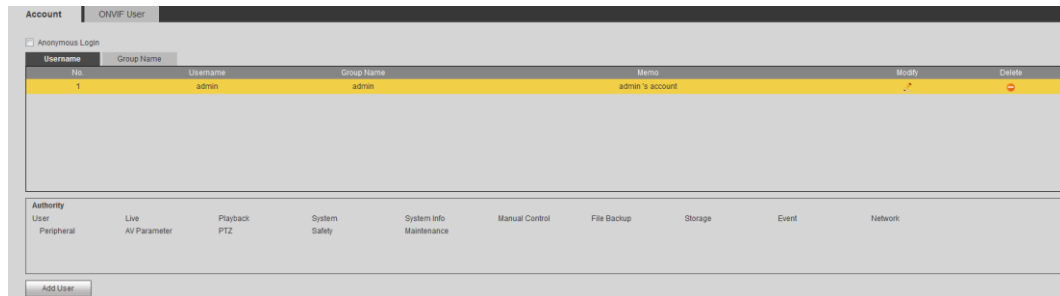 Account ONVIF User
Anonymous Login
Username Group Name
No. Username Group Name Memo Modify Delete
1 admin admin admin 's account
Authority
User Live Playback System System Info Manual Control File Backup Storage Event Network
Peripheral AV Parameter PTZ Safety Maintenance
Add User